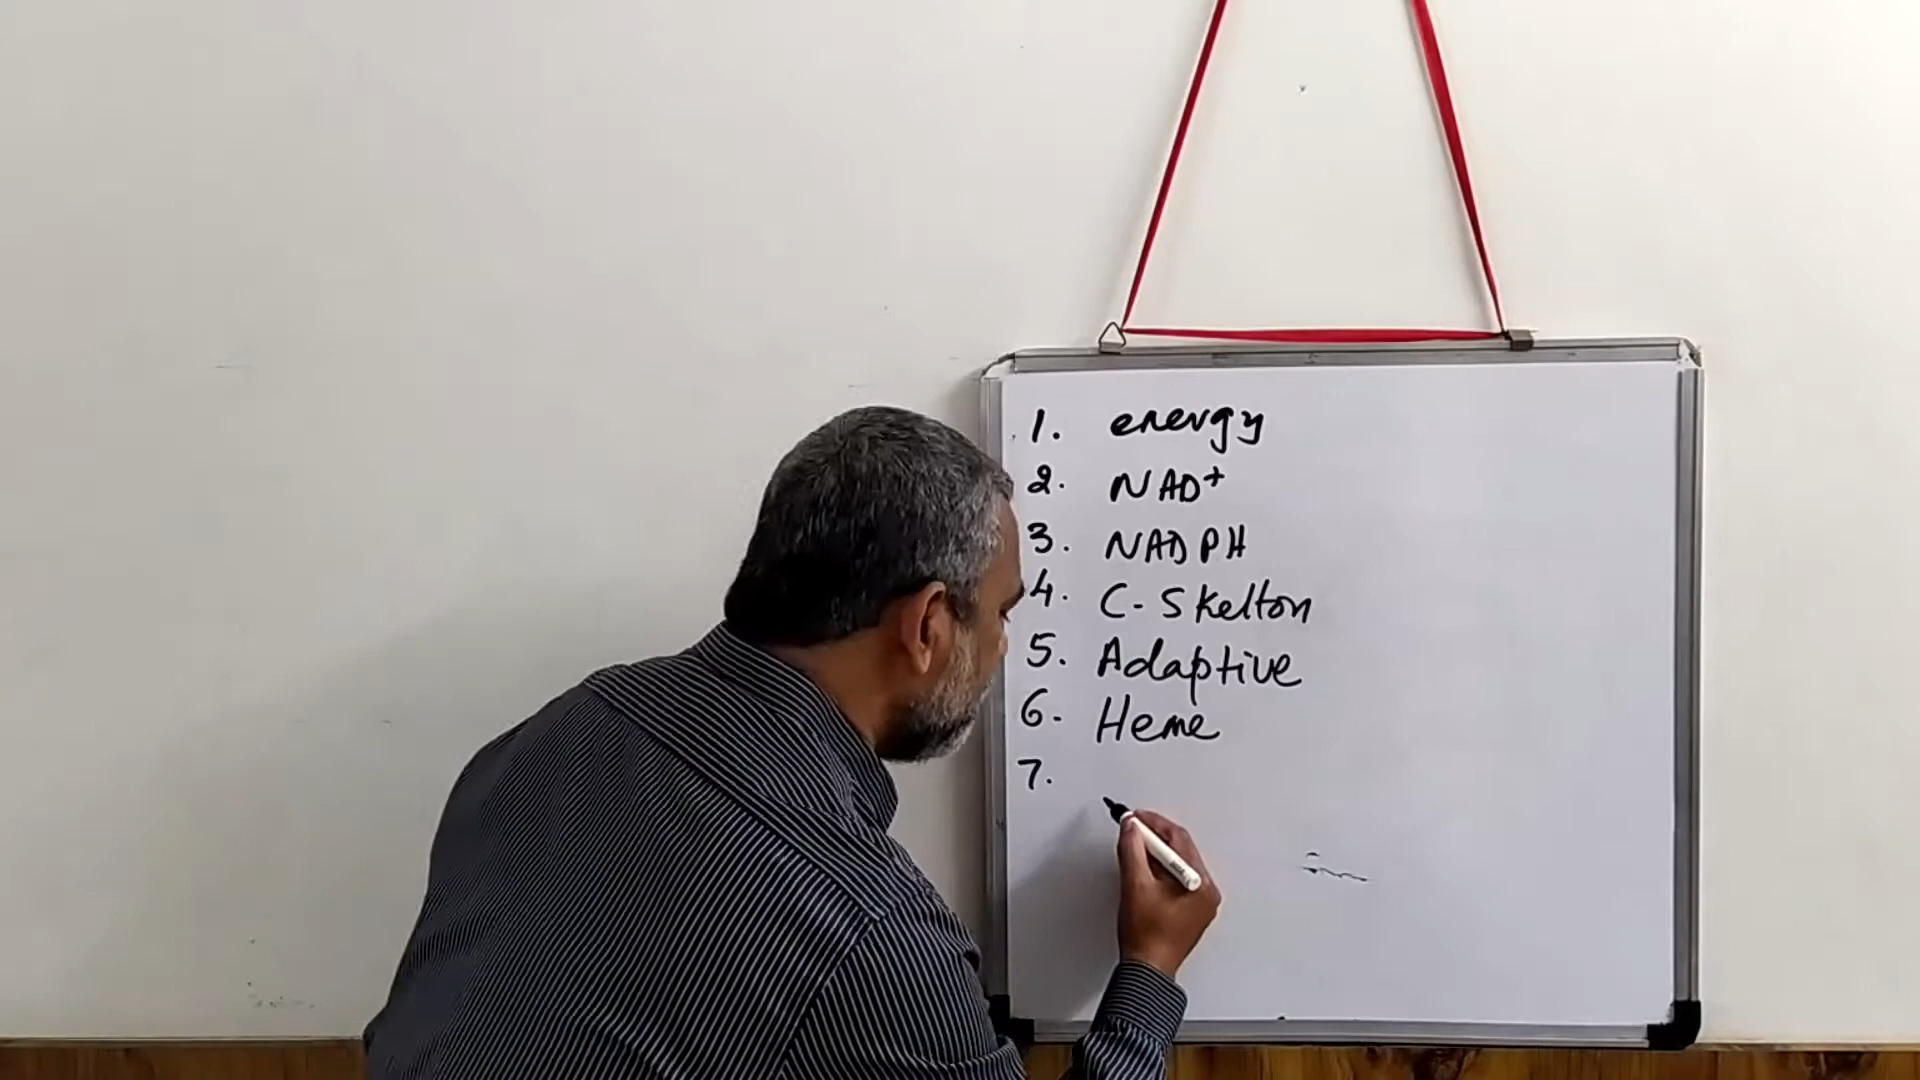 1. energy
2. NAD+
3. NADPH
4. C-Skelton
5. Adaptive
6. Heme
7.